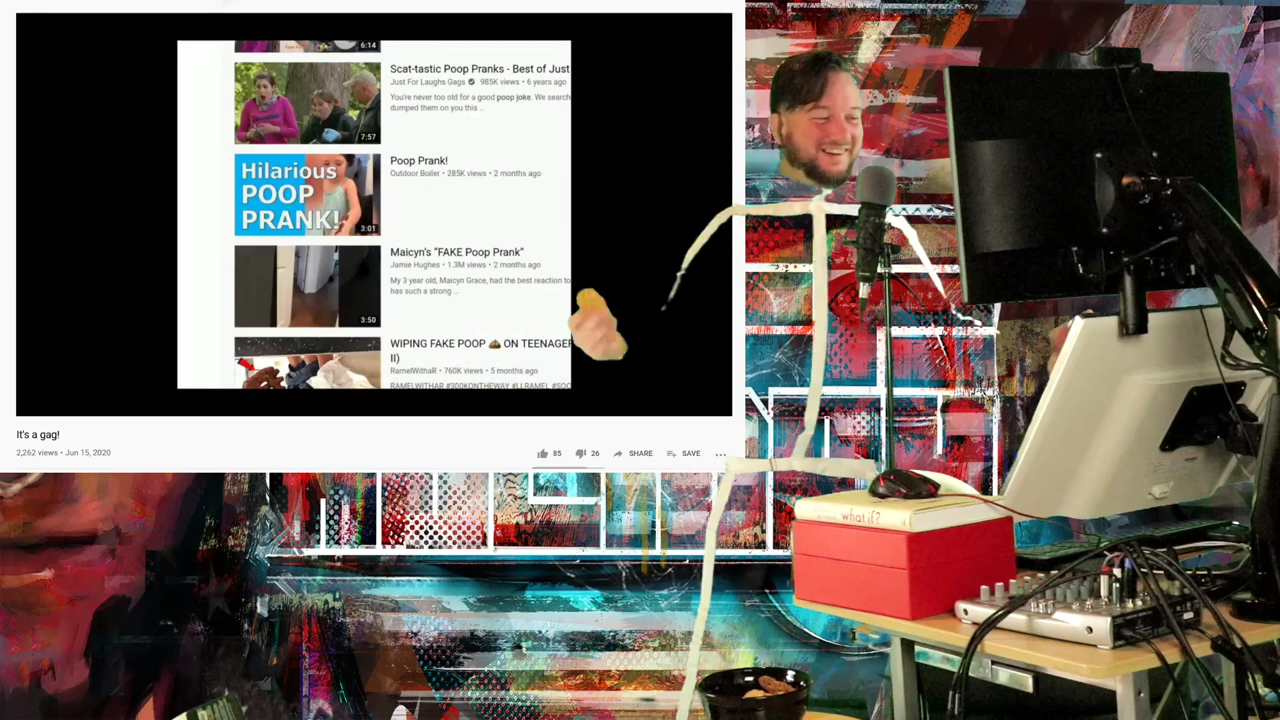 6:14
Scat-tastic Poop Pranks - Best of Just
Just For Laughs Gags 985K views • 6 years ago
You're never too old for a good poop joke. We search
dumped them on you this ...
7:57
Hilarious
POOP
PRANK!
3:01
Poop Prank!
Outdoor Boiler • 285K views • 2 months ago
Maicyn's "FAKE Poop Prank"
Jamie Hughes • 1.3M views • 2 months ago
My 3 year old, Maicyn Grace, had the best reaction to
has such a strong ...
3:50
WIPING FAKE POOP 💩 ON TEENAGER
II)
RamelWithaR • 760K views • 5 months ago
RAMELWITHAR #300KONTHEWAY #LLRAMEL #SOC
It's a gag!
2,262 views • Jun 15, 2020
85 26 SHARE SAVE ...
what if?